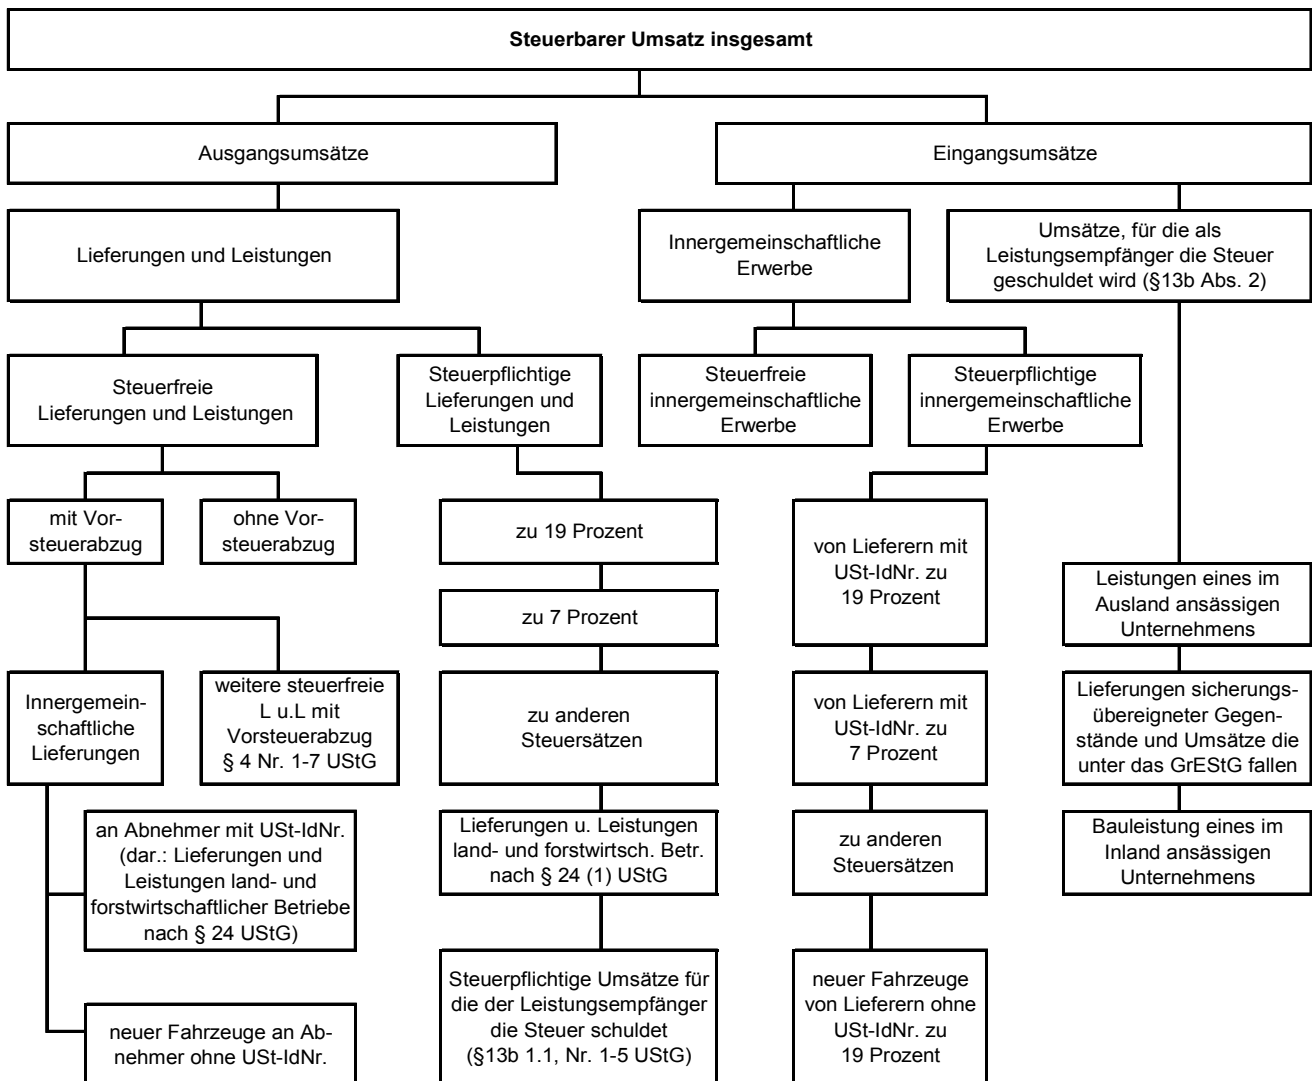 Steuerbarer Umsatz insgesamt
Ausgangsumsätze
Eingangsumsätze
Lieferungen und Leistungen
Innergemeinschaftliche
Erwerbe
Umsätze, für die als
Leistungsempfänger die Steuer
geschuldet wird (§13b Abs. 2)
Steuerfreie
Lieferungen und Leistungen
Steuerpflichtige
Lieferungen und
Leistungen
Steuerfreie
innergemeinschaftliche
Erwerbe
Steuerpflichtige
innergemeinschaftliche
Erwerbe
mit Vor-
steuerabzug
ohne Vor-
steuerabzug
zu 19 Prozent
von Lieferern mit
USt-IdNr. zu
19 Prozent
Leistungen eines im
Ausland ansässigen
Unternehmens
zu 7 Prozent
Innergemein-
schaftliche
Lieferungen
weitere steuerfreie
L u.L mit
Vorsteuerabzug
§ 4 Nr. 1-7 UStG
zu anderen
Steuersätzen
von Lieferern mit
USt-IdNr. zu
7 Prozent
Lieferungen sicherungs-
übereigneter Gegen-
stände und Umsätze die
unter das GrEStG fallen
an Abnehmer mit USt-IdNr.
(dar.: Lieferungen und
Leistungen land- und
forstwirtschaftlicher Betriebe
nach § 24 UStG)
Lieferungen u. Leistungen
land- und forstwirtsch. Betr.
nach § 24 (1) UStG
zu anderen
Steuersätzen
Bauleistung eines im
Inland ansässigen
Unternehmens
neuer Fahrzeuge an Ab-
nehmer ohne USt-IdNr.
Steuerpflichtige Umsätze für
die der Leistungsempfänger
die Steuer schuldet
(§13b 1.1, Nr. 1-5 UStG)
neuer Fahrzeuge
von Lieferern ohne
USt-IdNr. zu
19 Prozent